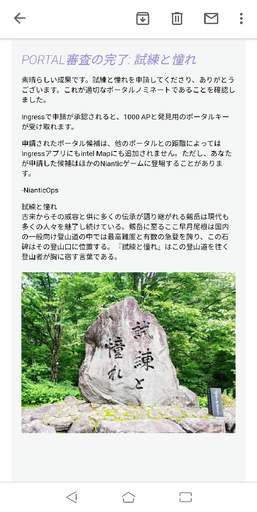 PORTAL審査の完了: 試練と憧れ
素晴らしい成果です。試練と憧れを申請してくださり、ありがとう
ございます。これが適切なポータルノミネートであることを確認し
ました。
Ingressで申請が承認されると、1000 APと発見用のポータルキー
が受け取れます。
申請されたポータル候補は、他のポータルとの距離によっては
IngressアプリにもIntel Mapにも追加されません。ただし、あなた
が申請した候補はほかのNianticゲームに登場することがありま
す。
-NianticOps
試練と憧れ
古来からその威容と供に多くの伝承が語り継がれる剱岳は現代も
多くの人々を魅了し続けている。剱岳に至るここ早月尾根は国内
の一般向け登山道の中では最高難度と有数の急登を誇り、この石
碑はその登山口に位置する。『試練と憧れ』はこの登山道を往く
登山者が胸に宿す言葉である。
試練と
憧れ